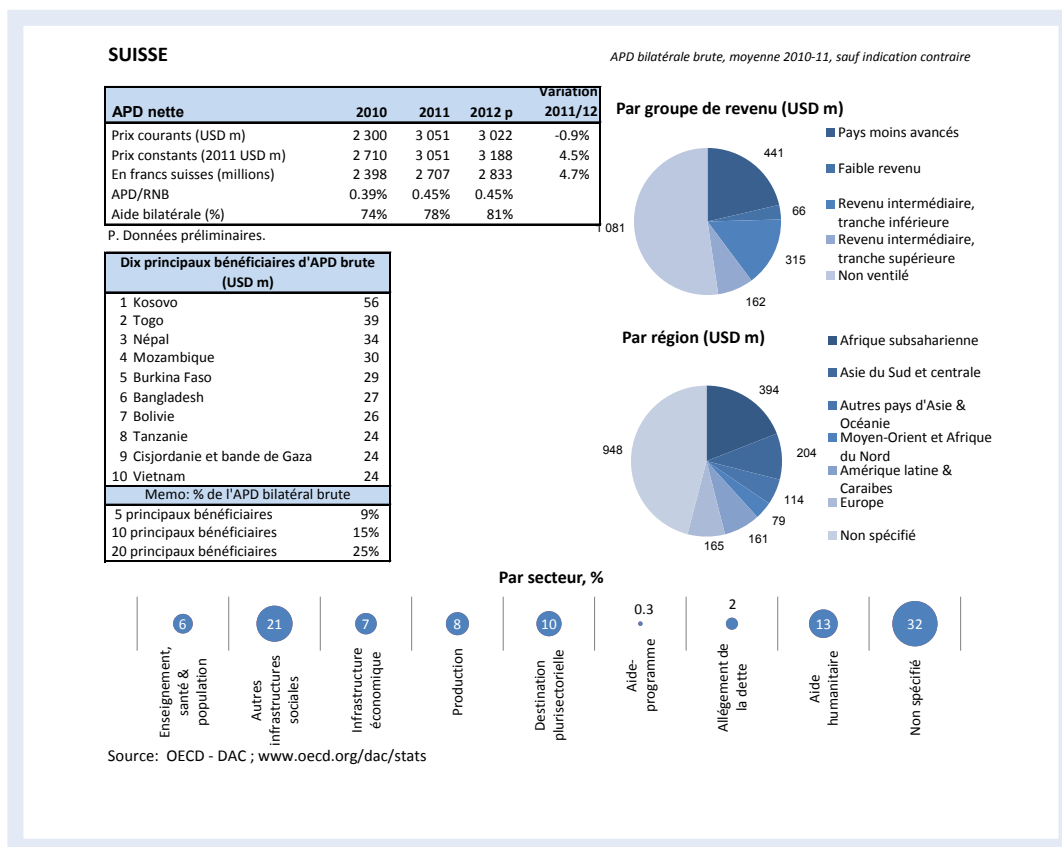 SUISSE
APD bilatérale brute, moyenne 2010-11, sauf indication contraire
APD nette 2010 2011 2012 p Variation 2011/12
Prix courants (USD m) 2 300 3 051 3 022 -0.9%
Prix constants (2011 USD m) 2 710 3 051 3 188 4.5%
En francs suisses (millions) 2 398 2 707 2 833 4.7%
APD/RNB 0.39% 0.45% 0.45%
Aide bilatérale (%) 74% 78% 81%
P. Données préliminaires.
Dix principaux bénéficiaires d'APD brute
(USD m)
1 Kosovo 56
2 Togo 39
3 Népal 34
4 Mozambique 30
5 Burkina Faso 29
6 Bangladesh 27
7 Bolivie 26
8 Tanzanie 24
9 Cisjordanie et bande de Gaza 24
10 Vietnam 24
Memo: % de l'APD bilatéral brute
5 principaux bénéficiaires 9%
10 principaux bénéficiaires 15%
20 principaux bénéficiaires 25%
Par groupe de revenu (USD m)
441
66
315
162
1 081
Pays moins avancés
Faible revenu
Revenu intermédiaire,
tranche inférieure
Revenu intermédiaire,
tranche supérieure
Non ventilé
Par région (USD m)
394
204
114
79
161
165
948
Afrique subsaharienne
Asie du Sud et centrale
Autres pays d'Asie &
Océanie
Moyen-Orient et Afrique
du Nord
Amérique latine &
Caraibes
Europe
Non spécifié
Par secteur, %
6 21 7 8 10 0.3 2 13 32
Enseignement,
santé &
population
Autres
infrastructures
sociales
Infrastructure
économique
Production
Destination
plurisectorielle
Aide-
programme
Allégement de
la dette
Aide
humanitaire
Non spécifié
Source: OECD - DAC ; www.oecd.org/dac/stats